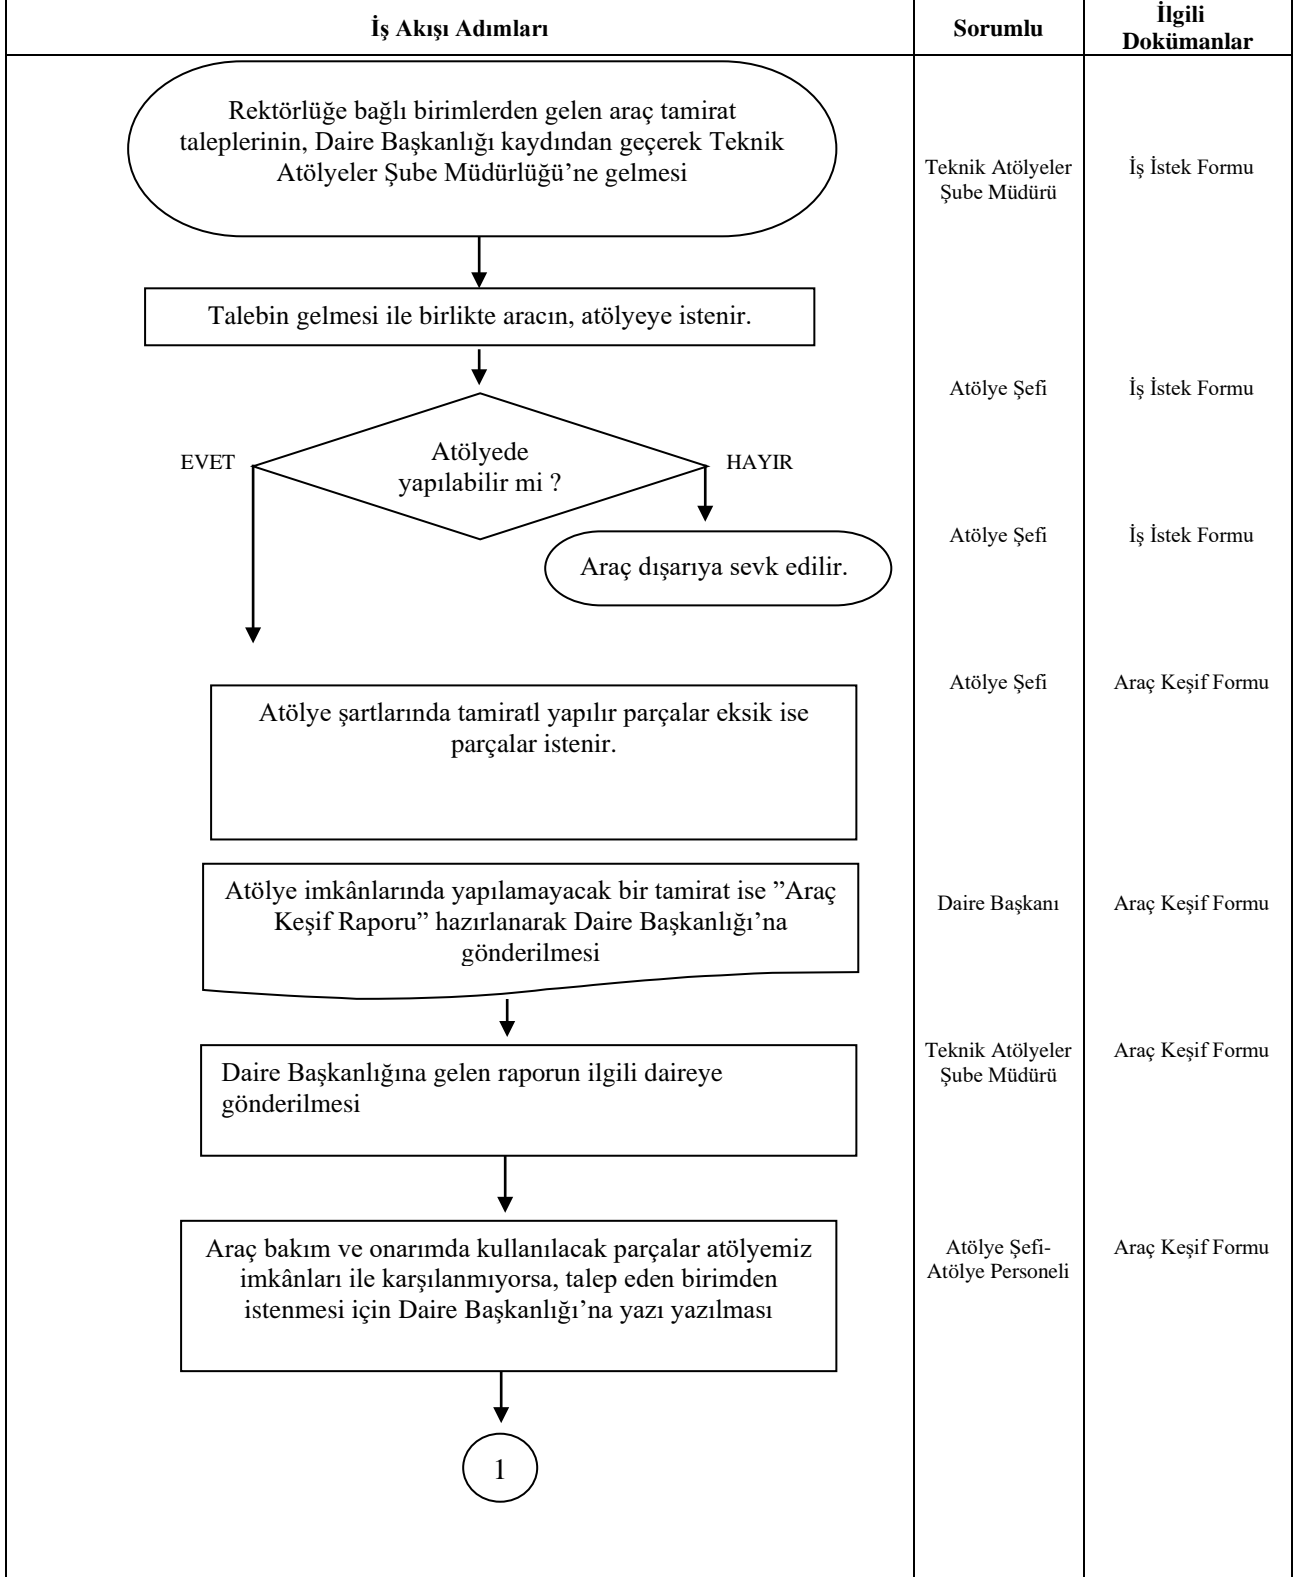 İş Akışı Adımları
Sorumlu
İlgili
Dokümanlar
Rektörlüğe bağlı birimlerden gelen araç tamirat
taleplerinin, Daire Başkanlığı kaydından geçerek Teknik
Atölyeler Şube Müdürlüğü’ne gelmesi
Teknik Atölyeler
Şube Müdürü
İş İstek Formu
Talebin gelmesi ile birlikte aracın, atölyeye istenir.
Atölye Şefi
İş İstek Formu
Atölyede
yapılabilir mi ?
EVET
HAYIR
Atölye Şefi
İş İstek Formu
Araç dışarıya sevk edilir.
Atölye Şefi
Araç Keşif Formu
Atölye şartlarında tamiratl yapılır parçalar eksik ise
parçalar istenir.
Atölye imkânlarında yapılamayacak bir tamirat ise ”Araç
Keşif Raporu” hazırlanarak Daire Başkanlığı’na
gönderilmesi
Daire Başkanı
Araç Keşif Formu
Daire Başkanlığına gelen raporun ilgili daireye
gönderilmesi
Teknik Atölyeler
Şube Müdürü
Araç Keşif Formu
Araç bakım ve onarımda kullanılacak parçalar atölyemiz
imkânları ile karşılanmıyorsa, talep eden birimden
istenmesi için Daire Başkanlığı’na yazı yazılması
Atölye Şefi-
Atölye Personeli
Araç Keşif Formu
1